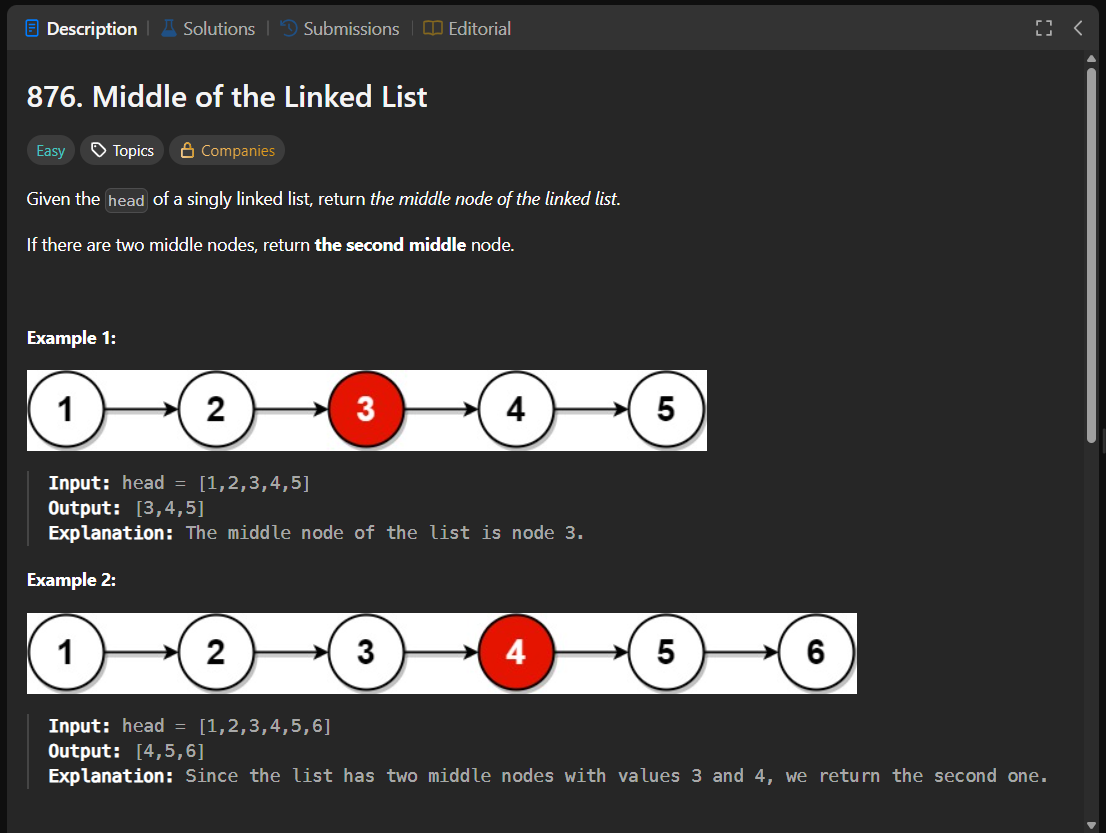 Description | Solutions | Submissions | Editorial
876. Middle of the Linked List
Easy Topics Companies
Given the head of a singly linked list, return the middle node of the linked list.
If there are two middle nodes, return the second middle node.
Example 1:
1 2 3 4 5
Input: head = [1,2,3,4,5]
Output: [3,4,5]
Explanation: The middle node of the list is node 3.
Example 2:
1 2 3 4 5 6
Input: head = [1,2,3,4,5,6]
Output: [4,5,6]
Explanation: Since the list has two middle nodes with values 3 and 4, we return the second one.